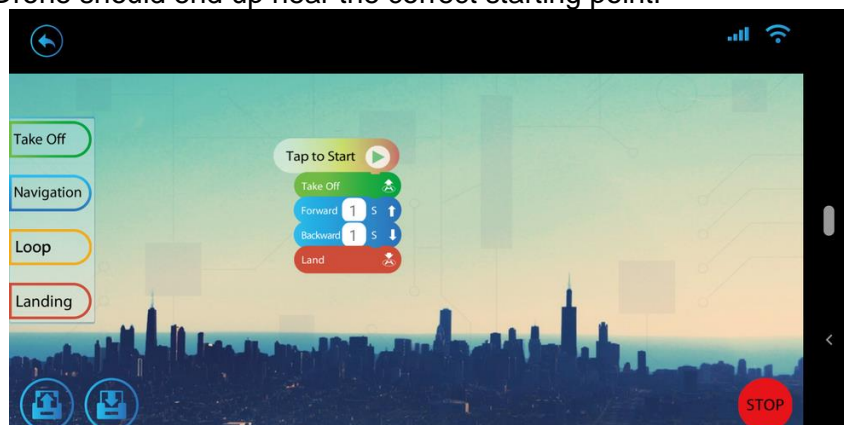 Drone should end up near the correct starting point.
Take Off
Navigation
Loop
Landing
Tap to Start
Take Off
Forward 1 S
Backward 1 S
Land
STOP